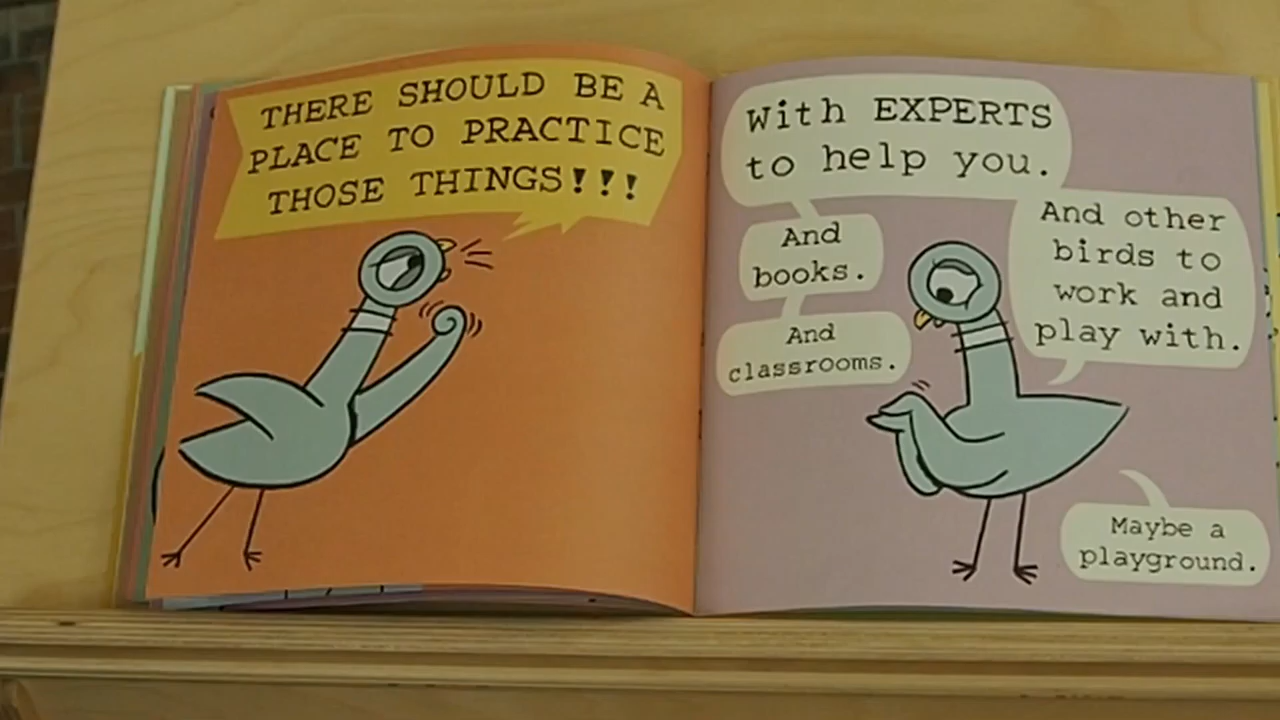 THERE SHOULD BE A
PLACE TO PRACTICE
THOSE THINGS!!!
With EXPERTS
to help you.
And
books.
And
classrooms.
And other
birds to
work and
play with.
Maybe a
playground.